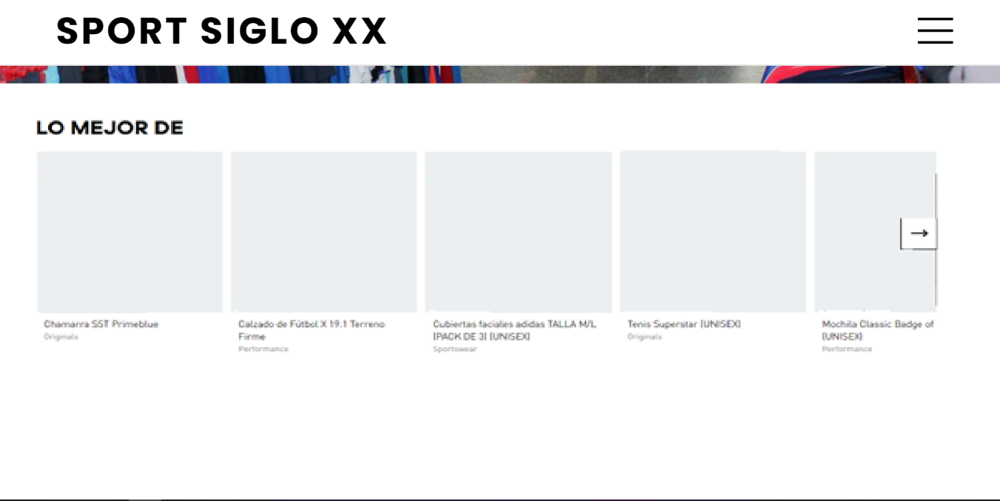 SPORT SIGLO XX
LO MEJOR DE
Chamarra SST Primeblue
Originals
Calzado de Fútbol X 19.1 Terreno
Firme
Performance
Cubiertas faciales adidas TALLA M/L
(PACK DE 3) (UNISEX)
Sportswear
Tenis Superstar (UNISEX)
Originals
Mochila Classic Badge of
(UNISEX)
Performance